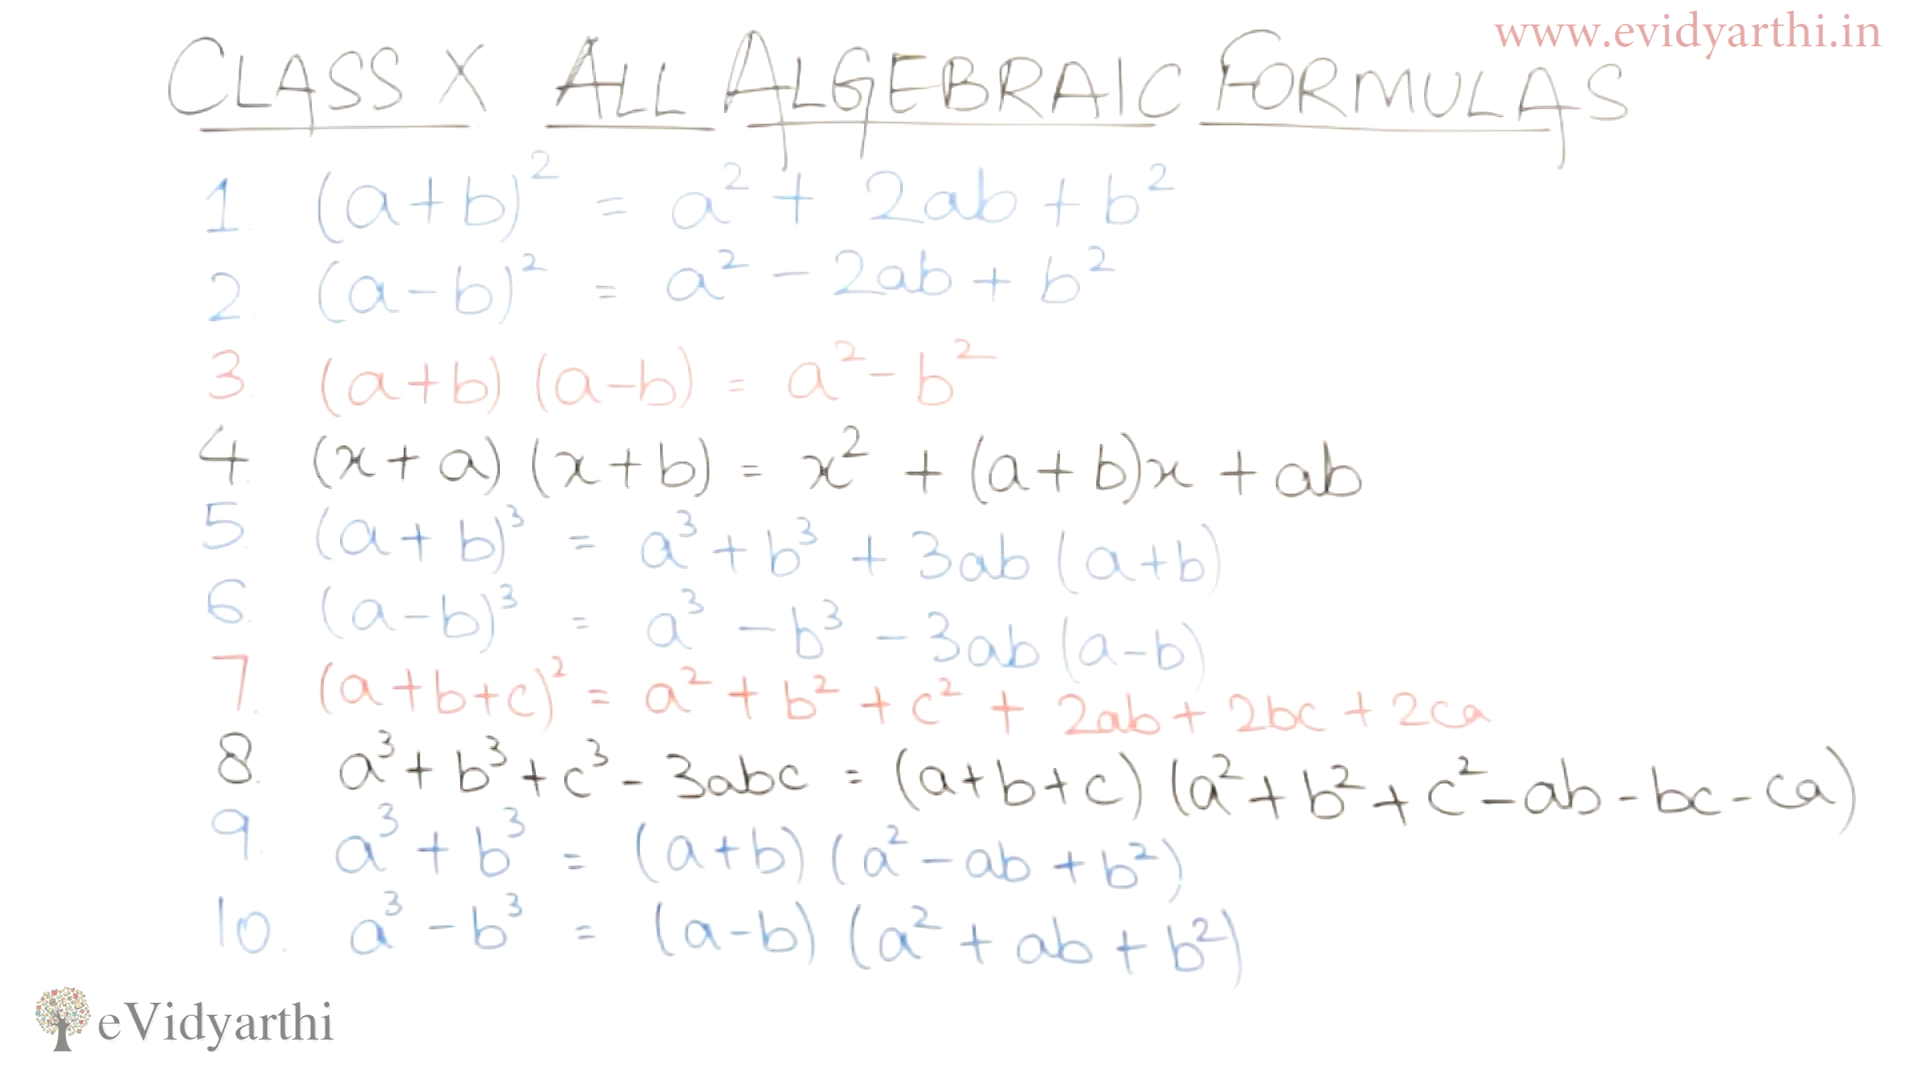 www.evidyarthi.in
CLASS X ALL ALGEBRAIC FORMULAS
1 (a+b)² = a² + 2ab + b²
2. (a-b)² = a² - 2ab + b²
3 (a+b) (a-b) = a² - b²
4. (x+a) (x+b) = x² + (a+b)x + ab
5. (a+b)³ = a³ + b³ + 3ab (a+b)
6. (a-b)³ = a³ - b³ - 3ab (a-b)
7. (a+b+c)² = a² + b² + c² + 2ab + 2bc + 2ca
8. a³ + b³ + c³ - 3abc = (a+b+c) (a² + b² + c² - ab - bc - ca)
9. a³ + b³ = (a+b) (a² - ab + b²)
10. a³ - b³ = (a-b) (a² + ab + b²)
eVidyarthi